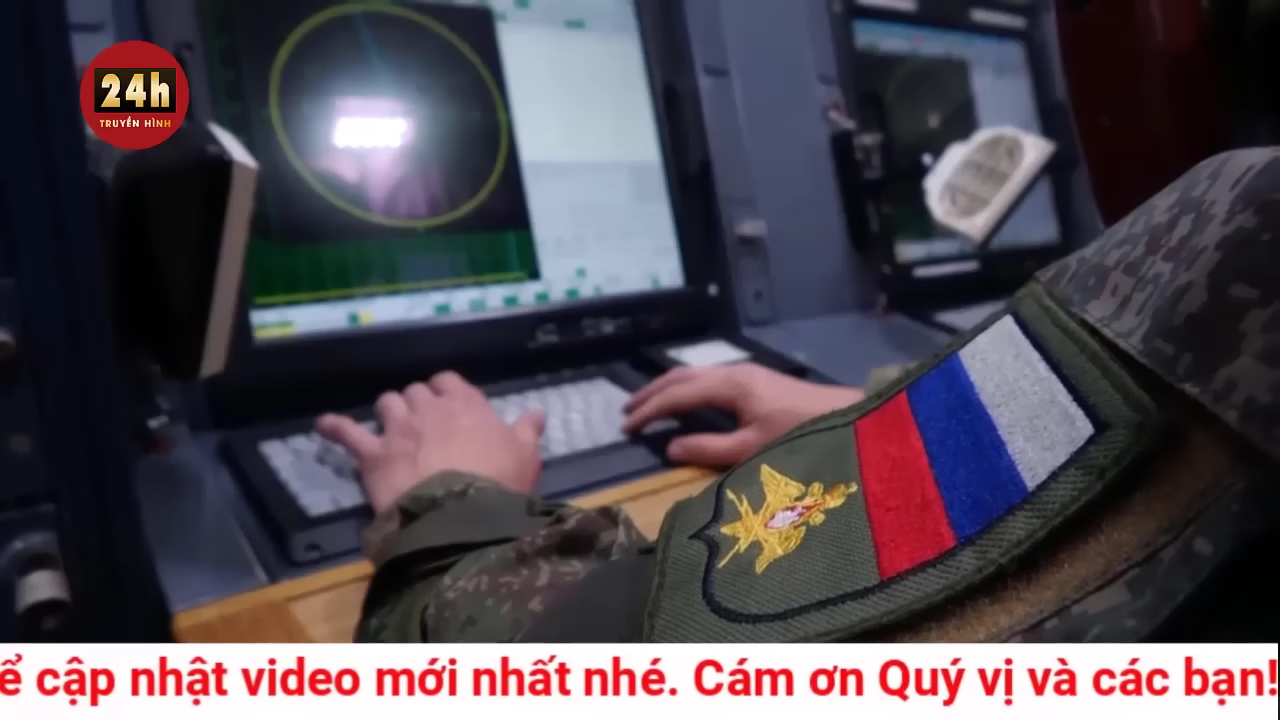 24h
TRUYỀN HÌNH
ể cập nhật video mới nhất nhé. Cám ơn Quý vị và các bạn!